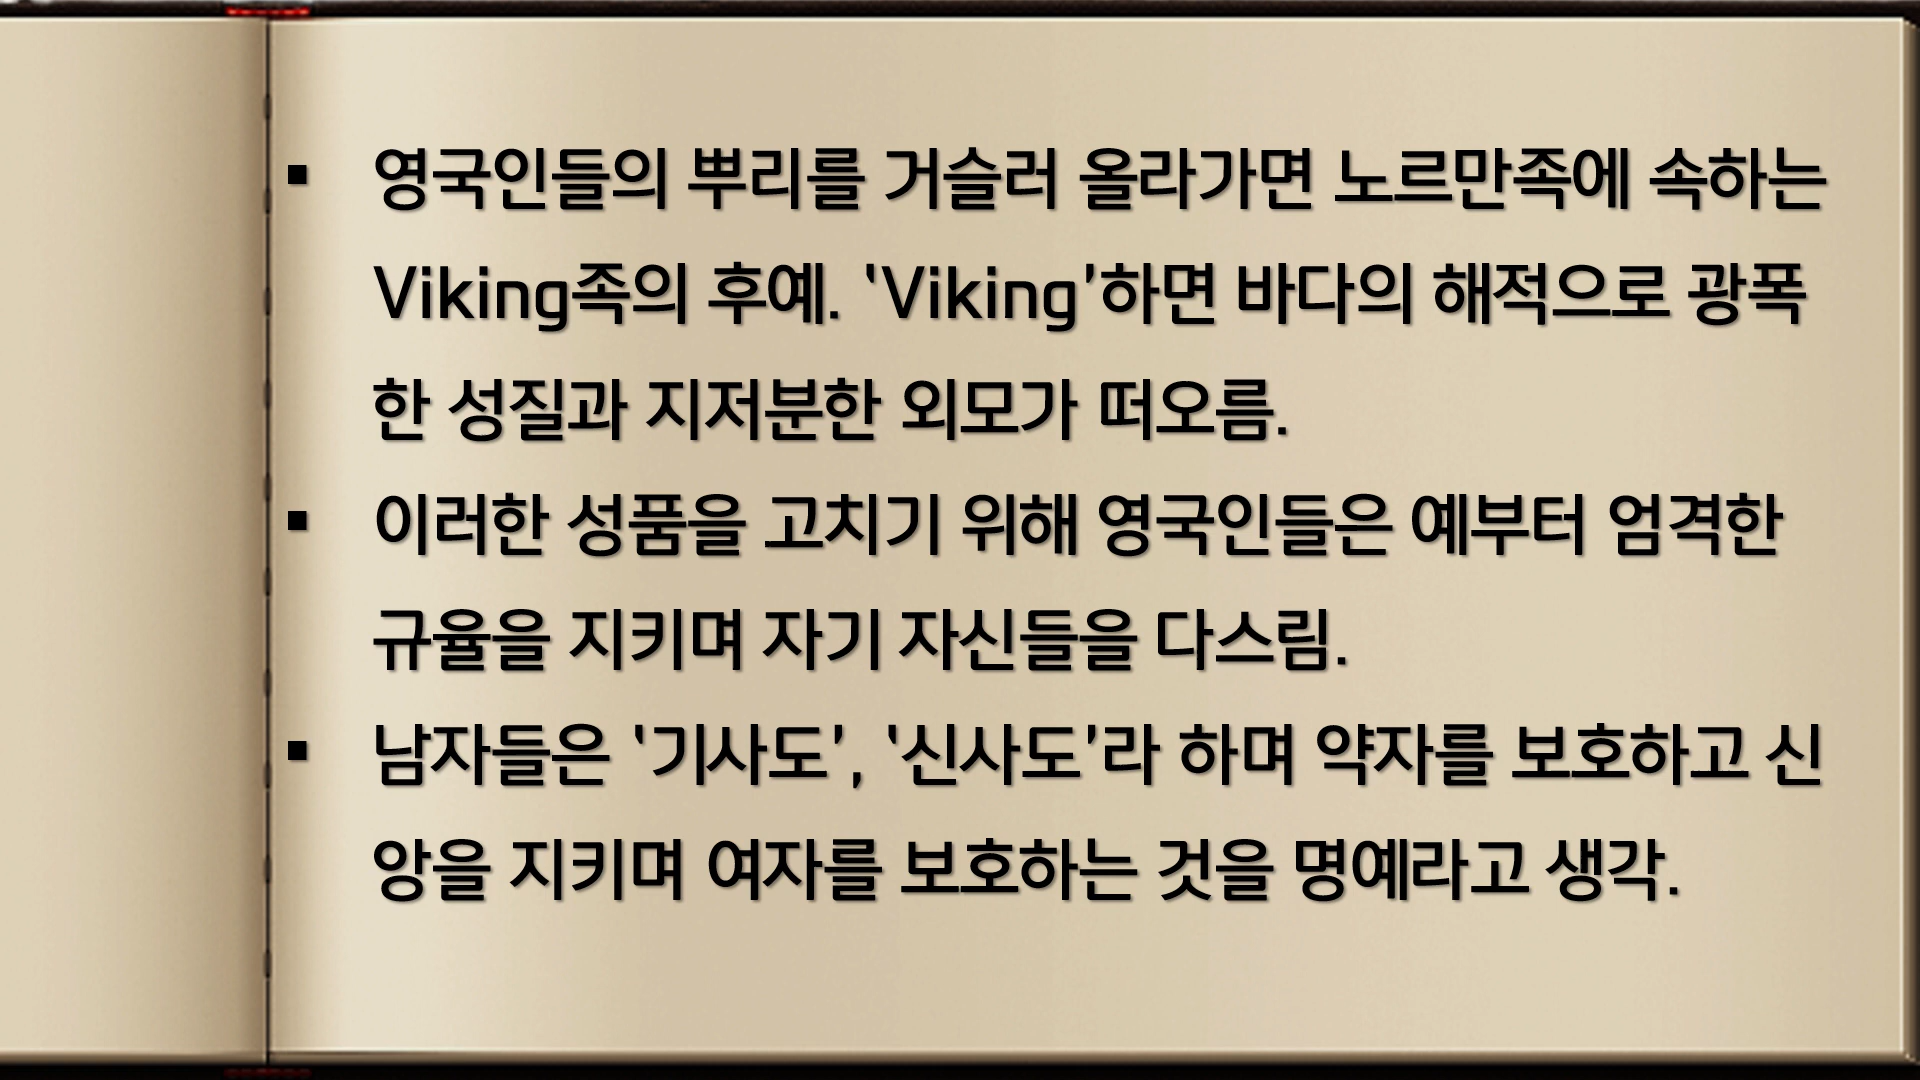 ▪ 영국인들의 뿌리를 거슬러 올라가면 노르만족에 속하는
Viking족의 후예. ‘Viking’하면 바다의 해적으로 광폭
한 성질과 지저분한 외모가 떠오름.
▪ 이러한 성품을 고치기 위해 영국인들은 예부터 엄격한
규율을 지키며 자기 자신들을 다스림.
▪ 남자들은 ‘기사도’, ‘신사도’라 하며 약자를 보호하고 신
앙을 지키며 여자를 보호하는 것을 명예라고 생각.